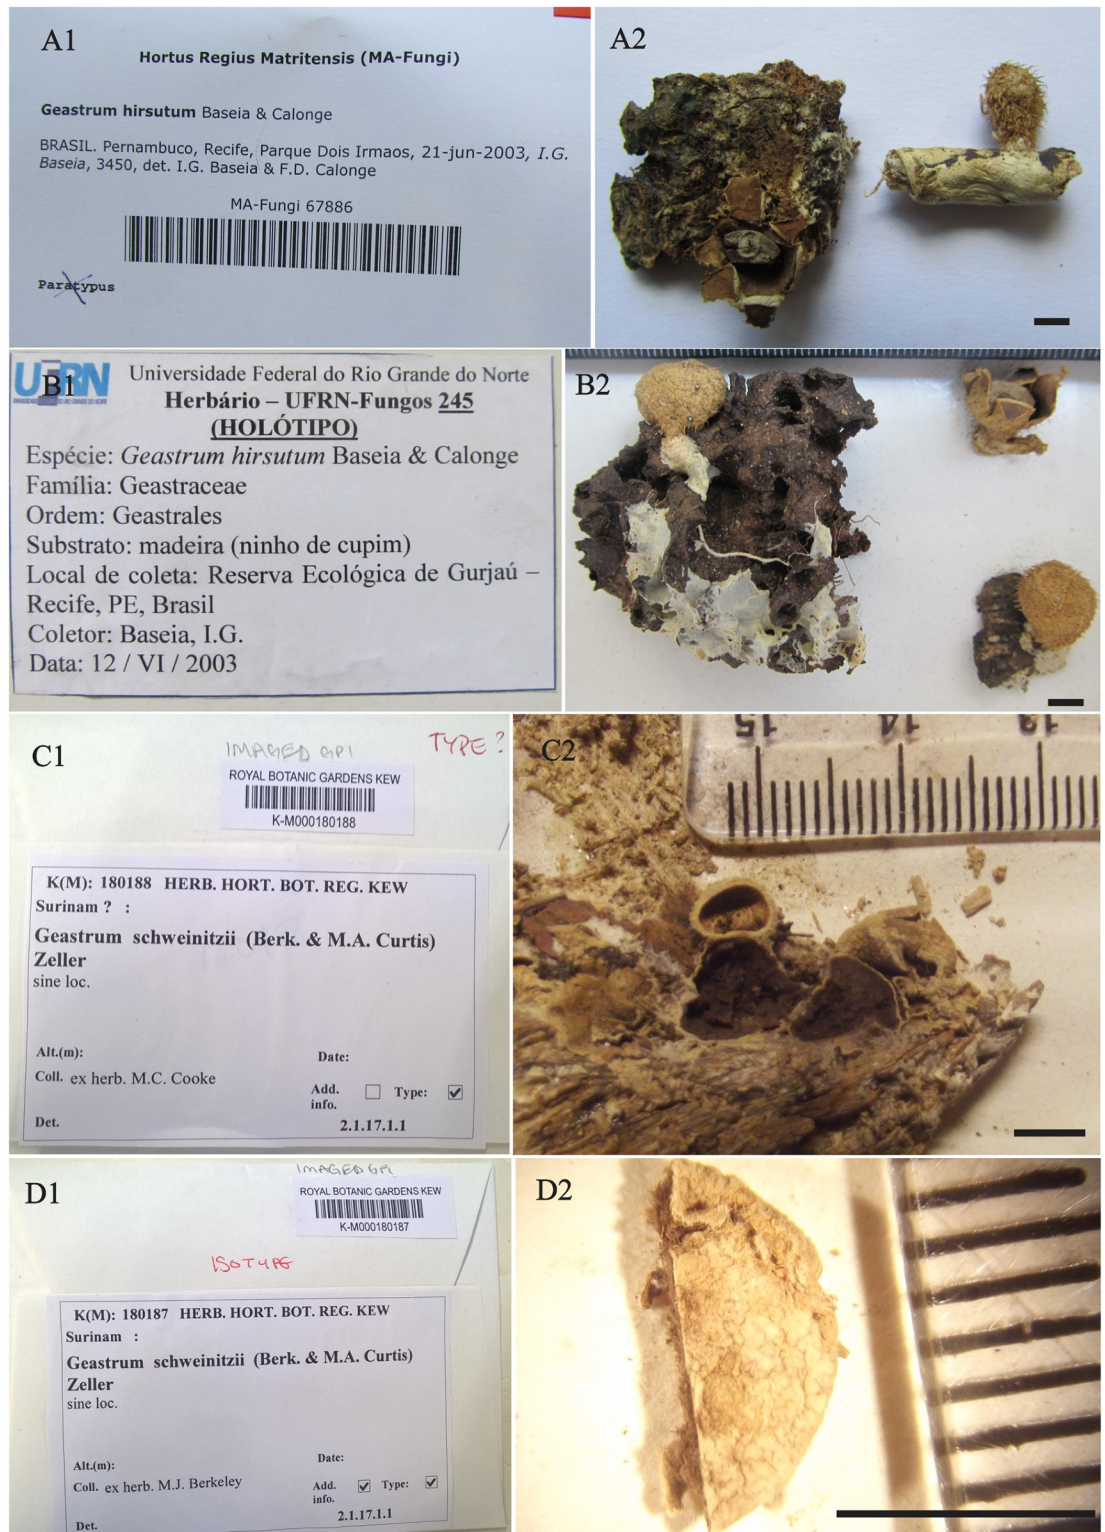 A1
Hortus Regius Matritensis (MA-Fungi)
Geastrum hirsutum Baseia & Calonge
BRASIL. Pernambuco, Recife, Parque Dois Irmaos, 21-jun-2003, I.G.
Baseia, 3450, det. I.G. Baseia & F.D. Calonge
MA-Fungi 67886
Paratypus
A2
UFRN
B1
Universidade Federal do Rio Grande do Norte
Herbário – UFRN-Fungos 245
(HOLÓTIPO)
Espécie: Geastrum hirsutum Baseia & Calonge
Família: Geastraceae
Ordem: Geastrales
Substrato: madeira (ninho de cupim)
Local de coleta: Reserva Ecológica de Gurjaú –
Recife, PE, Brasil
Coletor: Baseia, I.G.
Data: 12 / VI / 2003
B2
C1
IMAGED GPI
TYPE?
ROYAL BOTANIC GARDENS KEW
K-M000180188
K(M): 180188 HERB. HORT. BOT. REG. KEW
Surinam ? :
Geastrum schweinitzii (Berk. & M.A. Curtis)
Zeller
sine loc.
Alt.(m):
Date:
Coll. ex herb. M.C. Cooke
Add. Type:
info.
Det.
2.1.17.1.1
C2
15 14 13
D1
IMAGED GPI
ROYAL BOTANIC GARDENS KEW
K-M000180187
ISOTYPE
K(M): 180187 HERB. HORT. BOT. REG. KEW
Surinam :
Geastrum schweinitzii (Berk. & M.A. Curtis)
Zeller
sine loc.
Alt.(m):
Date:
Coll. ex herb. M.J. Berkeley
Add. Type:
info.
Det.
2.1.17.1.1
D2